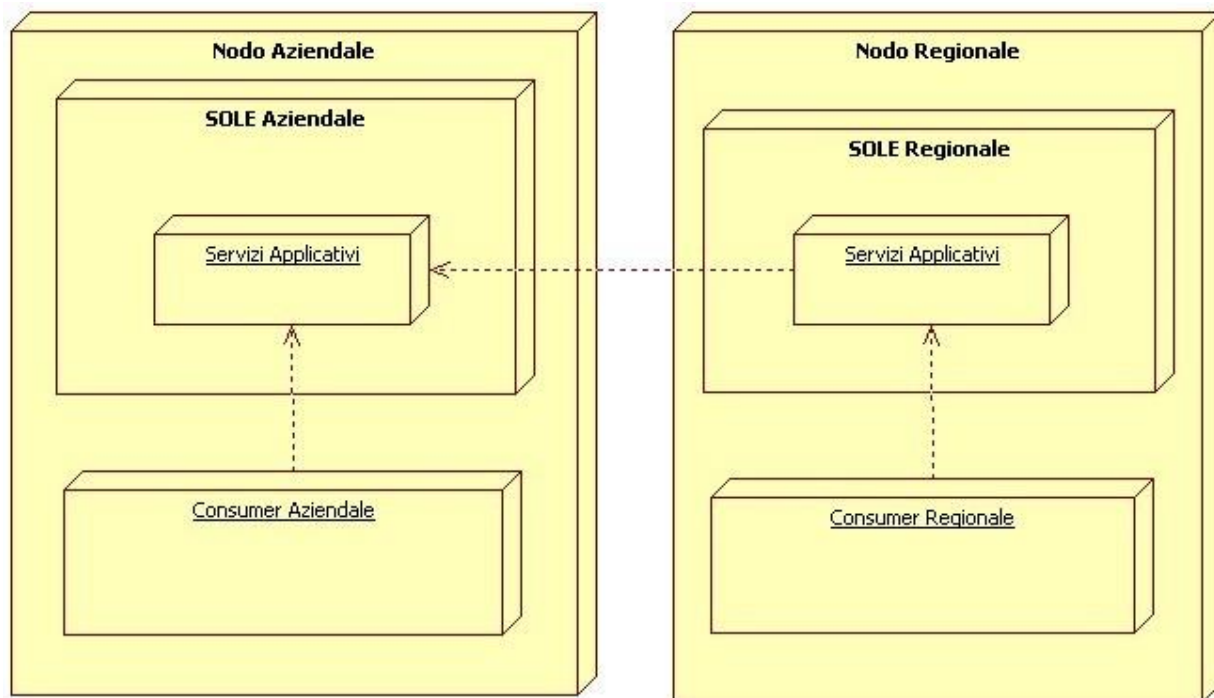 Nodo Aziendale
SOLE Aziendale
Servizi Applicativi
Consumer Aziendale
Nodo Regionale
SOLE Regionale
Servizi Applicativi
Consumer Regionale